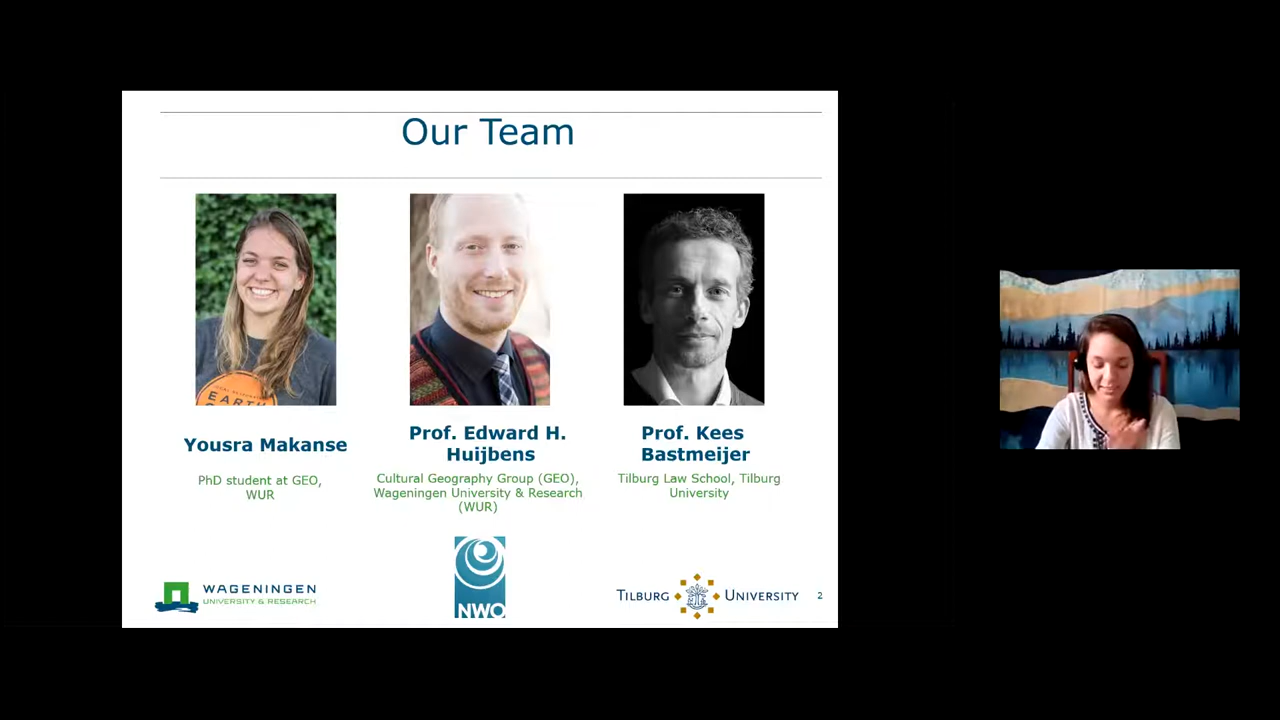 Our Team
EARTH
Yousra Makanse
PhD student at GEO,
WUR
Prof. Edward H.
Huijbens
Cultural Geography Group (GEO),
Wageningen University & Research
(WUR)
Prof. Kees
Bastmeijer
Tilburg Law School, Tilburg
University
WAGENINGEN
UNIVERSITY & RESEARCH
NWO
TILBURG UNIVERSITY
2